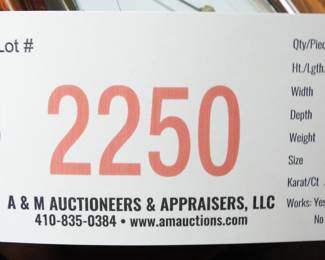 Lot #
2250
A & M AUCTIONEERS & APPRAISERS, LLC
410-835-0384 • www.amauctions.com
Qty/Piec
Ht./Lgth.
Width
Depth
Weight
Size
Karat/Ct
Works: Yes
No